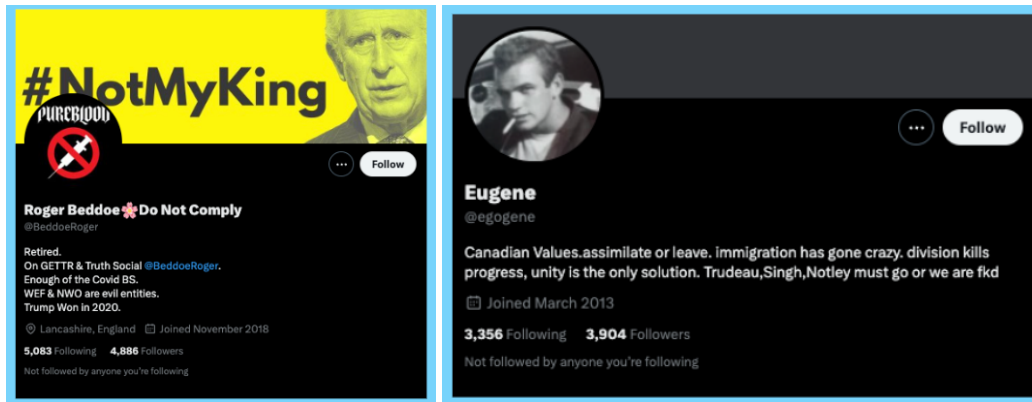 #NotMyKing
PUREBLOOD
Follow
Roger Beddoe🌸Do Not Comply
@BeddoeRoger
Retired.
On GETTR & Truth Social @BeddoeRoger.
Enough of the Covid BS.
WEF & NWO are evil entities.
Trump Won in 2020.
Lancashire, England Joined November 2018
5,083 Following 4,886 Followers
Not followed by anyone you're following
Follow
Eugene
@egogene
Canadian Values.assimilate or leave. immigration has gone crazy. division kills
progress, unity is the only solution. Trudeau,Singh,Notley must go or we are fkd
Joined March 2013
3,356 Following 3,904 Followers
Not followed by anyone you're following